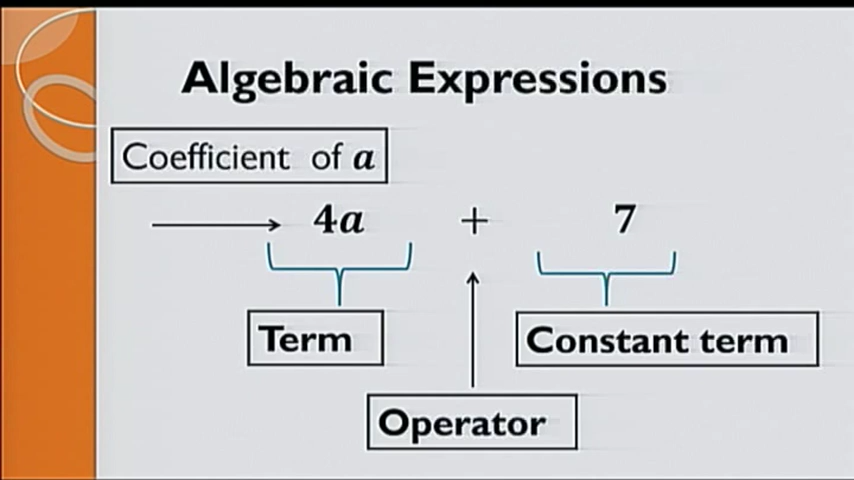 Algebraic Expressions
Coefficient of a
4a + 7
Term
Constant term
Operator